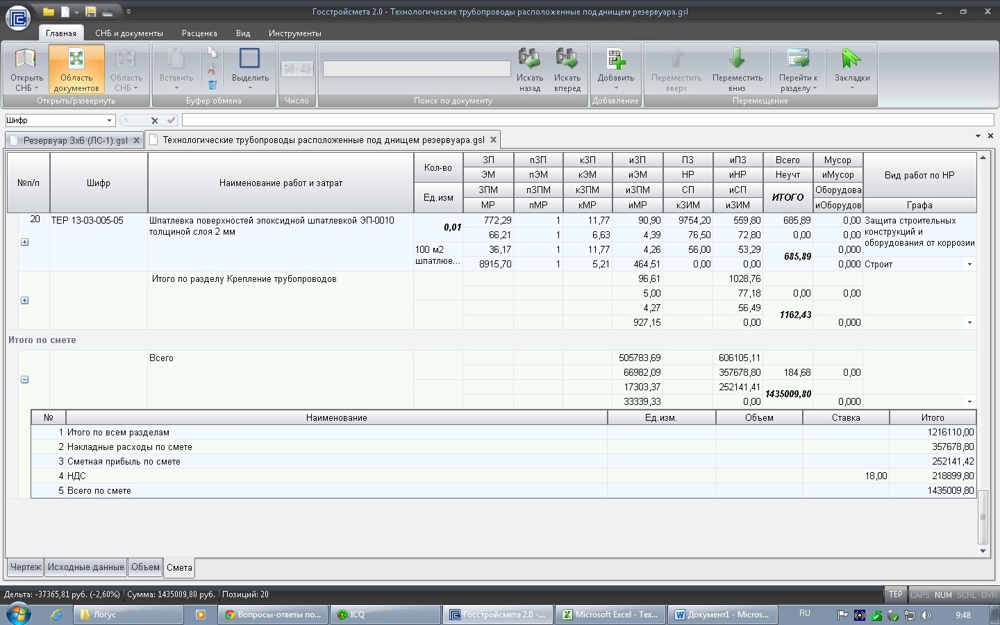 Госстройсмета 2.0 - Технологические трубопроводы расположенные под днищем резервуара.gsl
Главная СНБ и документы Расценка Вид Инструменты
Открыть СНБ
Область документов
Область СНБ
Вставить
Выделить
Искать назад
Искать вперед
Добавить
Переместить вверх
Переместить вниз
Перейти к разделу
Закладки
Открыть/развернуть Буфер обмена Число Поиск по документу Добавление Перемещение
Шифр
Резервуар 3х6 (ЛС-1).gsl Технологические трубопроводы расположенные под днищем резервуара.gsl
№п/п Шифр Наименование работ и затрат Кол-во Ед.изм
ЗП пЗП кЗП иЗП ПЗ иПЗ Всего Мусор Вид работ по НР
ЭМ пЭМ кЭМ иЭМ НР иНР Неучт иМусор
ЗПМ пЗПМ кЗПМ иЗПМ СП иСП ИТОГО Оборудова
МР пМР кМР иМР кЗИМ иЗИМ иОборудов Графа
20 ТЕР 13-03-005-05 Шпатлевка поверхностей эпоксидной шпатлевкой ЭП-0010 толщиной слоя 2 мм 0,01 100 м2 шпатлюе...
772,29 1 11,77 90,90 9754,20 559,80 685,89 0,00 Защита строительных
66,21 1 6,63 4,39 76,50 72,80 0,00 0,00 конструкций и
36,17 1 11,77 4,26 56,00 53,29 685,89 0,000 оборудования от коррозии
8915,70 1 5,21 464,51 0,00 0,00 0,000 Строит
Итого по разделу Крепление трубопроводов 96,61 1028,76
5,00 77,18 0,00 0,00
4,27 56,49 1162,43
927,15 0,00 0,000
Итого по смете
Всего 505783,69 606105,11
66982,09 357678,80 184,68 0,00
17303,37 252141,41 1435009,80
33339,33 0,00 0,000
№ Наименование Ед.изм. Объем Ставка Итого
1 Итого по всем разделам 1216110,00
2 Накладные расходы по смете 357678,80
3 Сметная прибыль по смете 252141,42
4 НДС 18,00 218899,80
5 Всего по смете 1435009,80
Чертеж Исходные данные Объем Смета
Дельта: -37365,81 руб. (-2,60%) Сумма: 1435009,80 руб. Позиций: 20 ТЕР CAPS NUM SCRL OVR
Логус Вопросы-ответы по... ICQ Госстройсмета 2.0 -... Microsoft Excel - Тех... Документ1 - Micros... RU 9:48